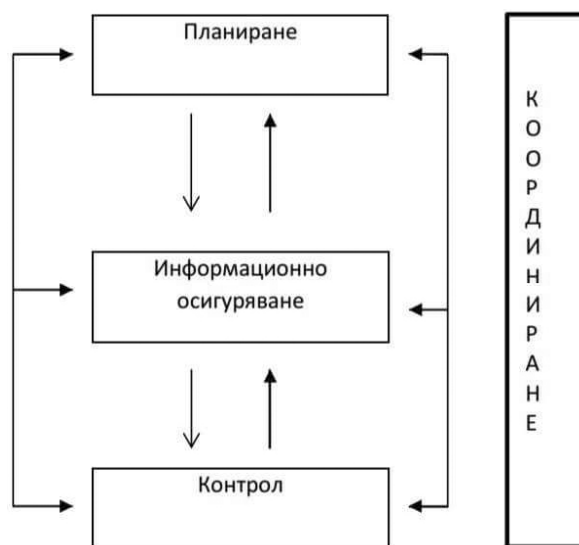 Планиране
Информационно
осигуряване
Контрол
К
О
О
Р
Д
И
Н
И
Р
А
Н
Е